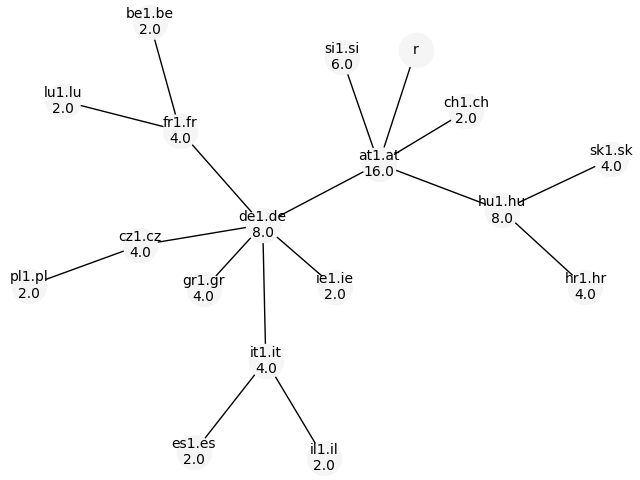 be1.be
2.0
si1.si
6.0
r
lu1.lu
2.0
ch1.ch
2.0
fr1.fr
4.0
at1.at
16.0
sk1.sk
4.0
hu1.hu
8.0
de1.de
8.0
cz1.cz
4.0
pl1.pl
2.0
gr1.gr
4.0
ie1.ie
2.0
hr1.hr
4.0
it1.it
4.0
es1.es
2.0
il1.il
2.0